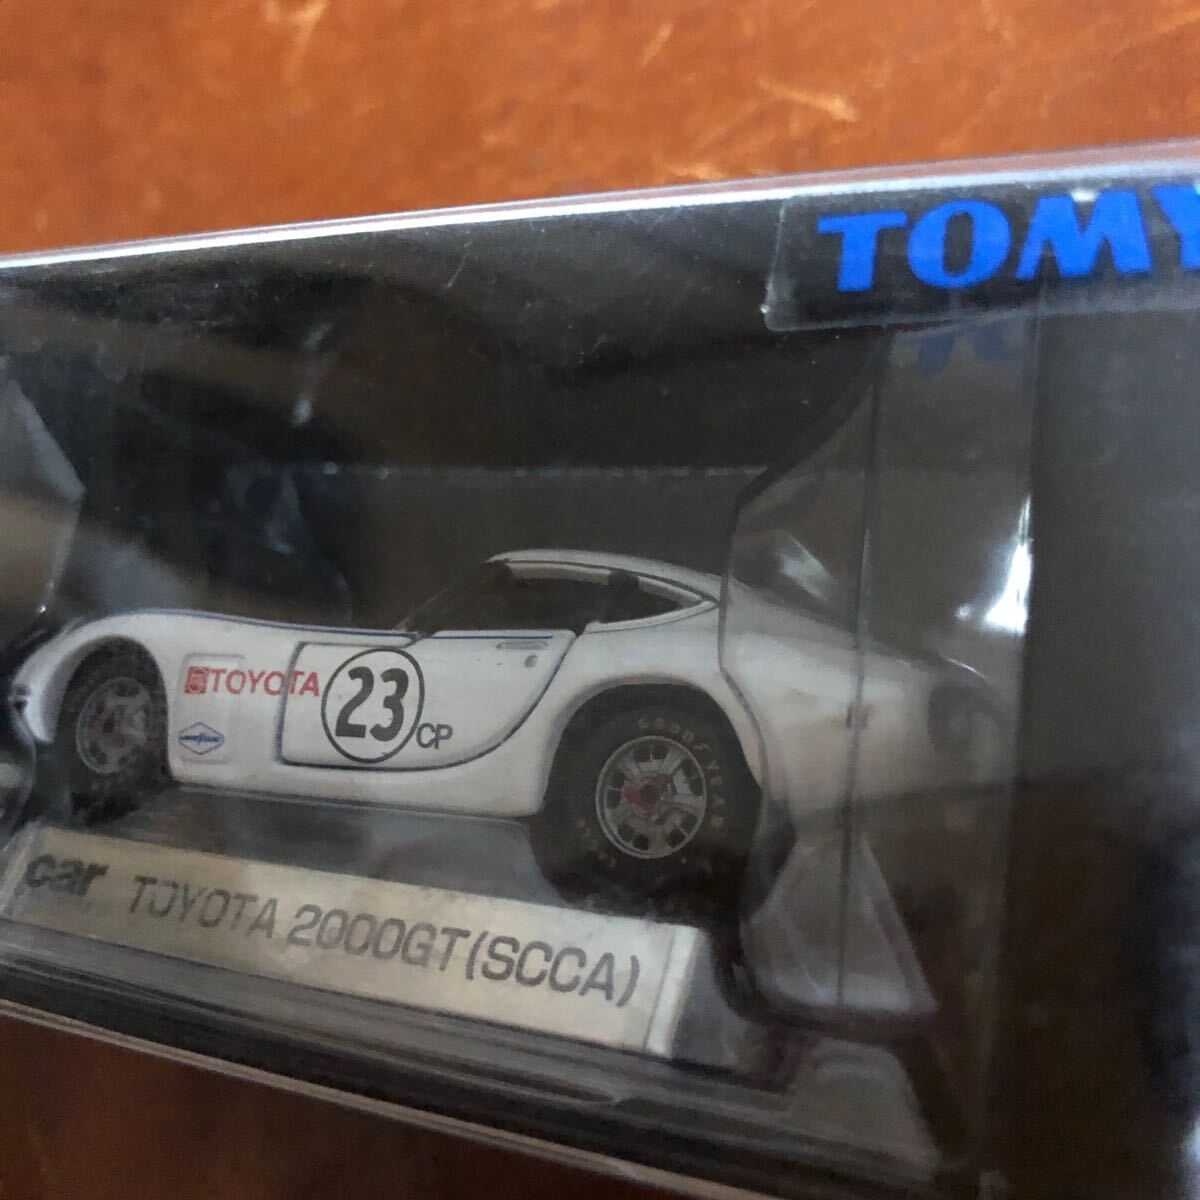 TOMY
TOYOTA
23
CP
GOODYEAR
car TOYOTA 2000GT(SCCA)